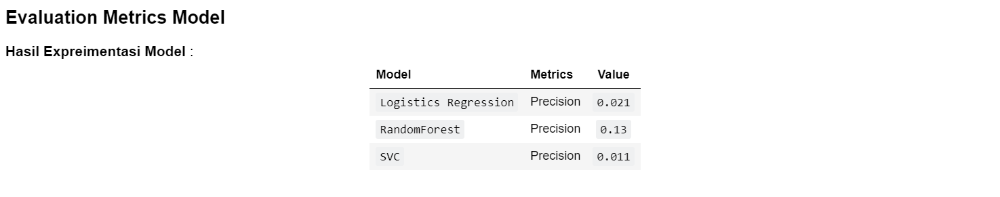 Evaluation Metrics Model
Hasil Expreimentasi Model :
Model Metrics Value
Logistics Regression Precision 0.021
RandomForest Precision 0.13
SVC Precision 0.011